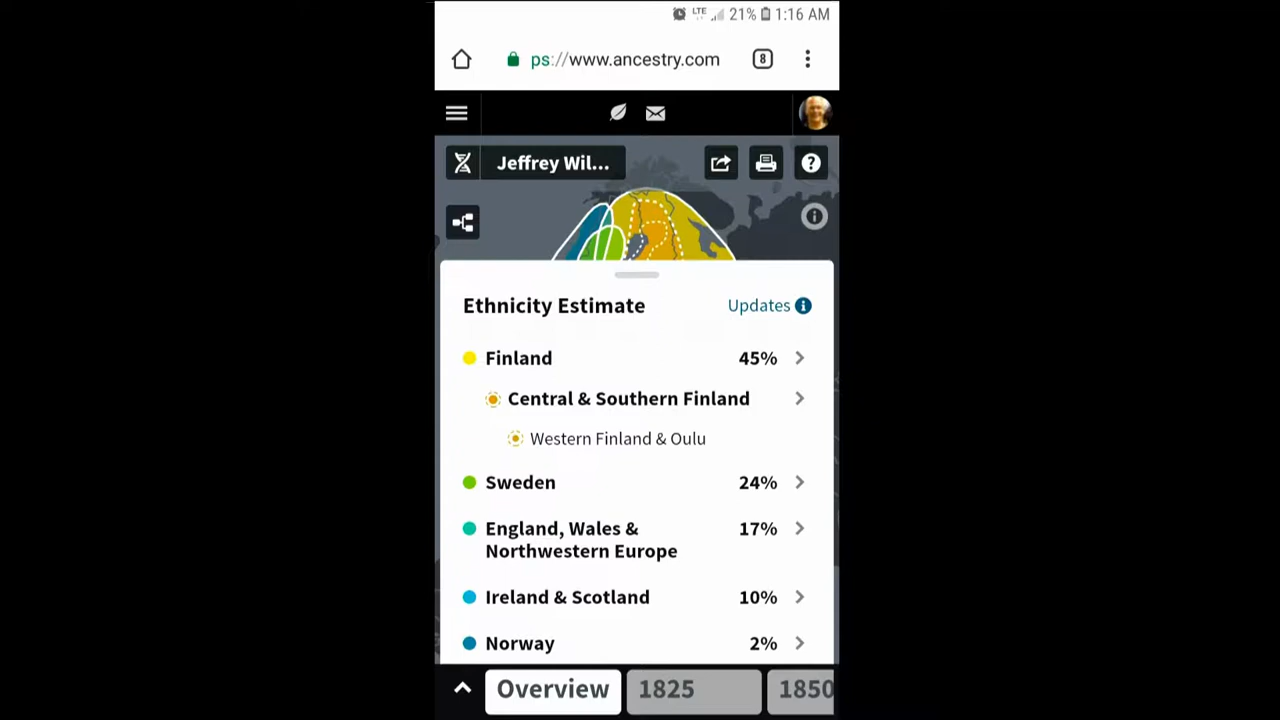 LTE 21% 1:16 AM
ps://www.ancestry.com 8
Jeffrey Wil...
Ethnicity Estimate Updates
Finland 45%
Central & Southern Finland
Western Finland & Oulu
Sweden 24%
England, Wales & 17%
Northwestern Europe
Ireland & Scotland 10%
Norway 2%
Overview 1825 1850